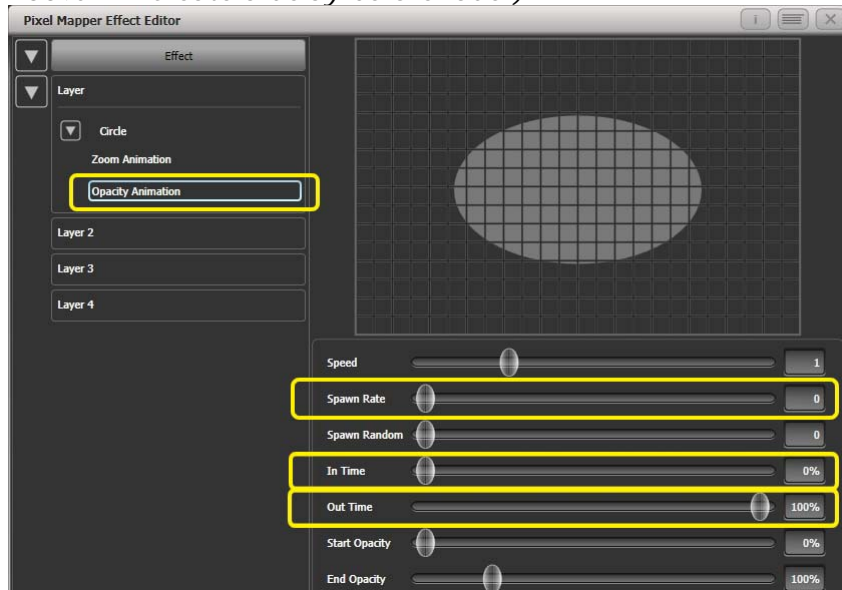 Pixel Mapper Effect Editor
i
X
Effect
Layer
Circle
Zoom Animation
Opacity Animation
Layer 2
Layer 3
Layer 4
Speed 1
Spawn Rate 0
Spawn Random 0
In Time 0%
Out Time 100%
Start Opacity 0%
End Opacity 100%